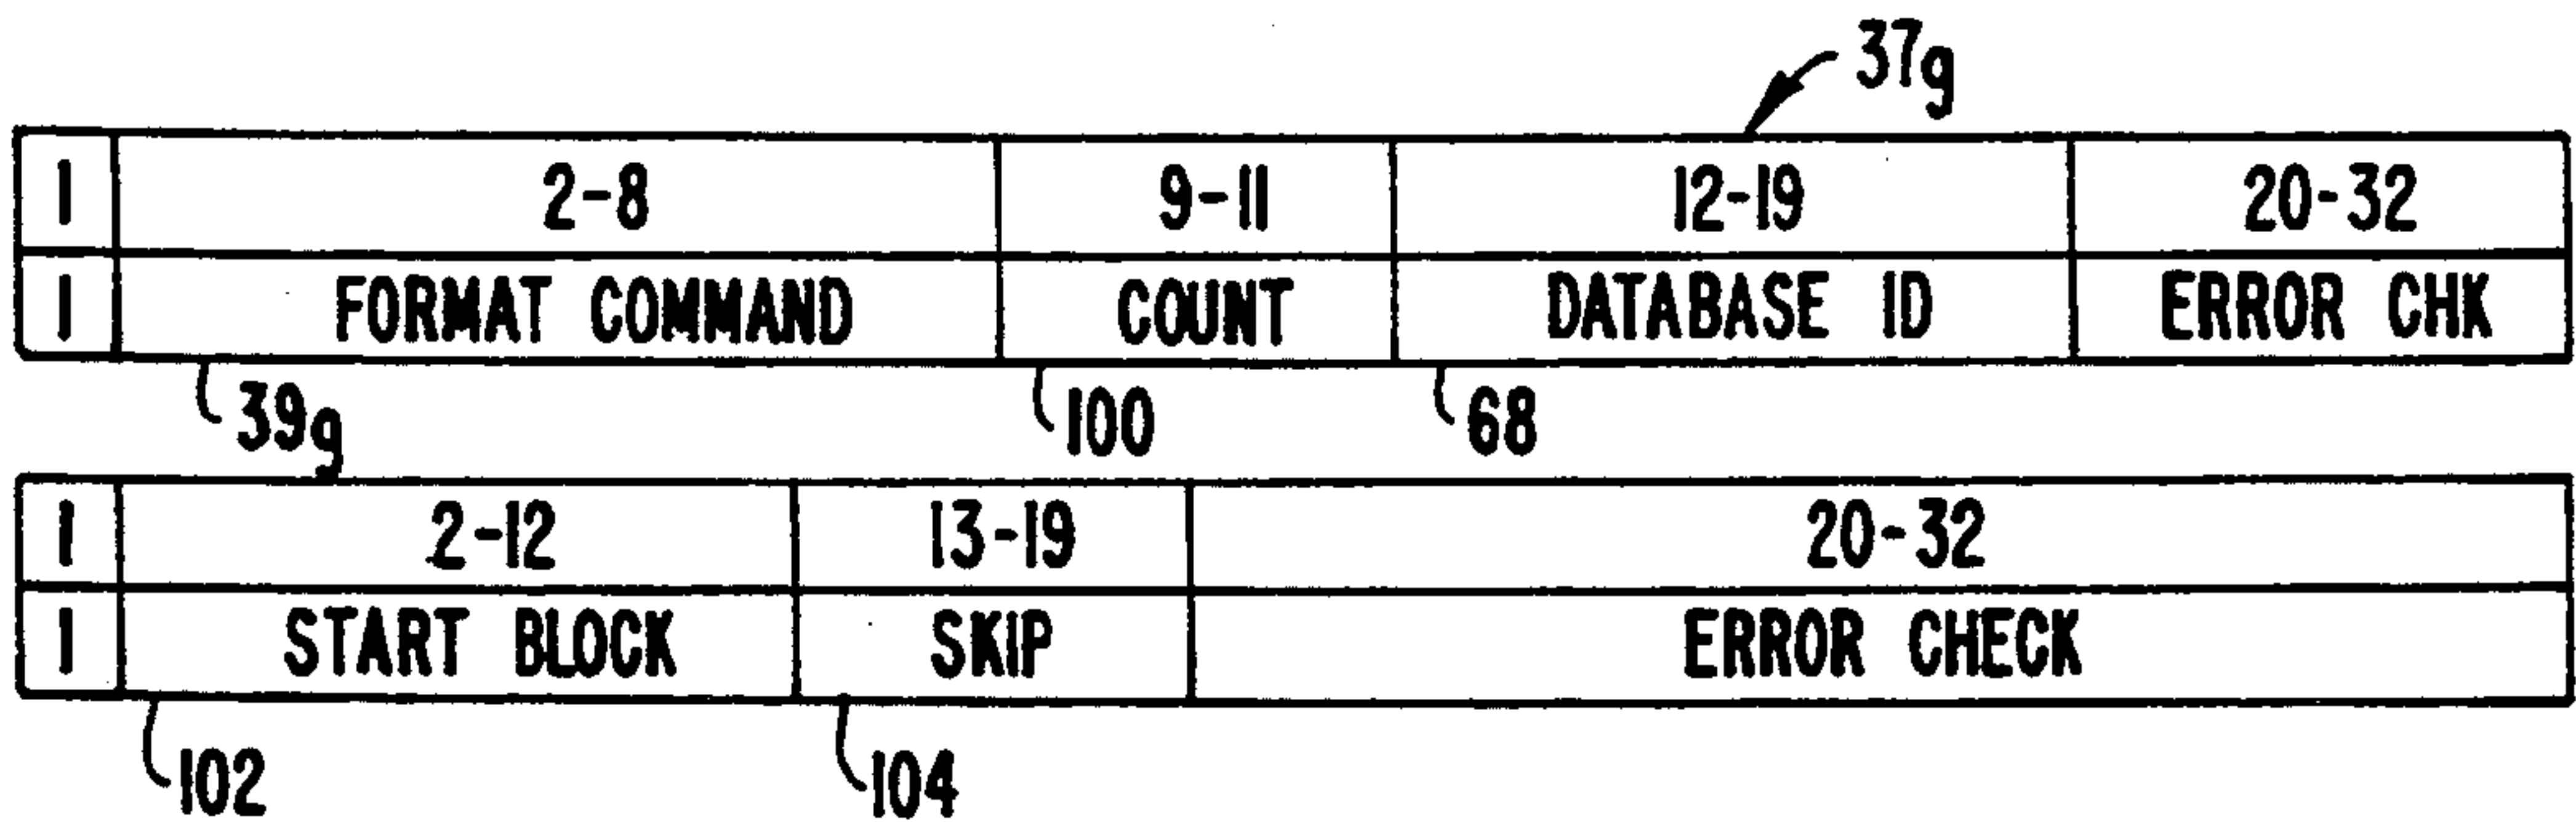 37g
1 2-8 9-11 12-19 20-32
1 FORMAT COMMAND COUNT DATABASE ID ERROR CHK
39g 100 68
1 2-12 13-19 20-32
1 START BLOCK SKIP ERROR CHECK
102 104